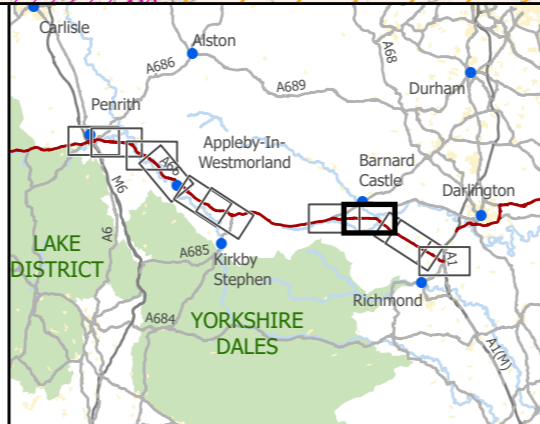 Carlisle
Alston
A686
A689
A68
Durham
Penrith
Appleby-In-
Westmorland
A66
Barnard
Castle
Darlington
M6
A6
LAKE
DISTRICT
A685
Kirkby
Stephen
A1
Richmond
A684
YORKSHIRE
DALES
A1(M)